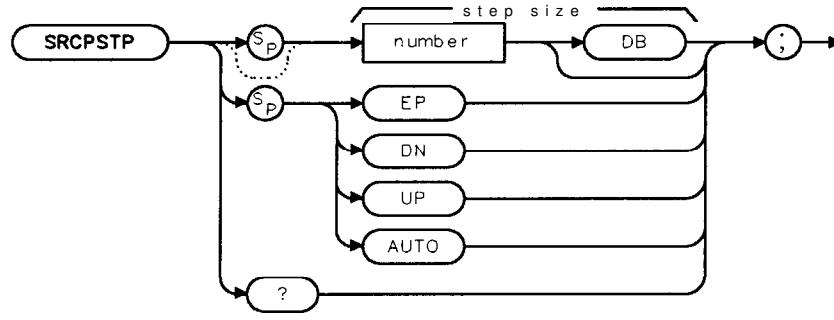 step size
SRCPSTP SP number DB ;
SP EP
DN
UP
AUTO
?